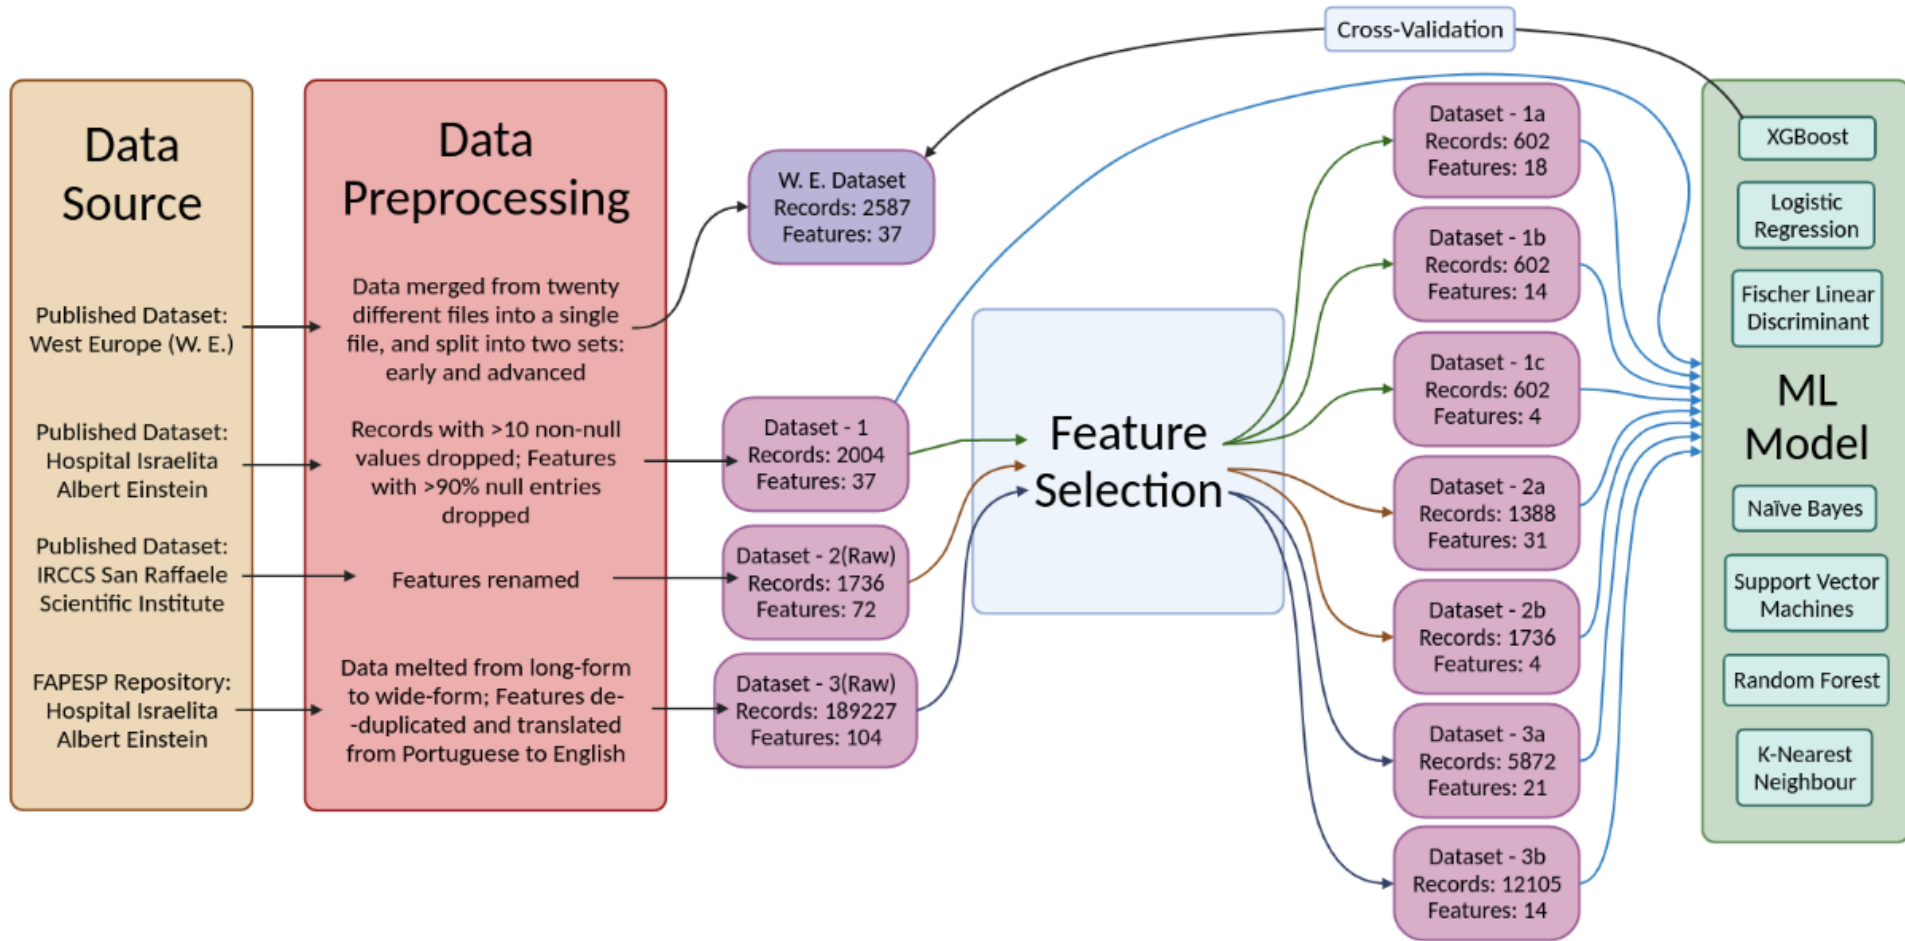 Cross-Validation
Data
Source
Published Dataset:
West Europe (W. E.)
Published Dataset:
Hospital Israelita
Albert Einstein
Published Dataset:
IRCCS San Raffaele
Scientific Institute
FAPESP Repository:
Hospital Israelita
Albert Einstein
Data
Preprocessing
Data merged from twenty
different files into a single
file, and split into two sets:
early and advanced
Records with >10 non-null
values dropped; Features
with >90% null entries
dropped
Features renamed
Data melted from long-form
to wide-form; Features de-
-duplicated and translated
from Portuguese to English
W. E. Dataset
Records: 2587
Features: 37
Dataset - 1
Records: 2004
Features: 37
Dataset - 2(Raw)
Records: 1736
Features: 72
Dataset - 3(Raw)
Records: 189227
Features: 104
Feature
Selection
Dataset - 1a
Records: 602
Features: 18
Dataset - 1b
Records: 602
Features: 14
Dataset - 1c
Records: 602
Features: 4
Dataset - 2a
Records: 1388
Features: 31
Dataset - 2b
Records: 1736
Features: 4
Dataset - 3a
Records: 5872
Features: 21
Dataset - 3b
Records: 12105
Features: 14
XGBoost
Logistic
Regression
Fischer Linear
Discriminant
ML
Model
Naïve Bayes
Support Vector
Machines
Random Forest
K-Nearest
Neighbour